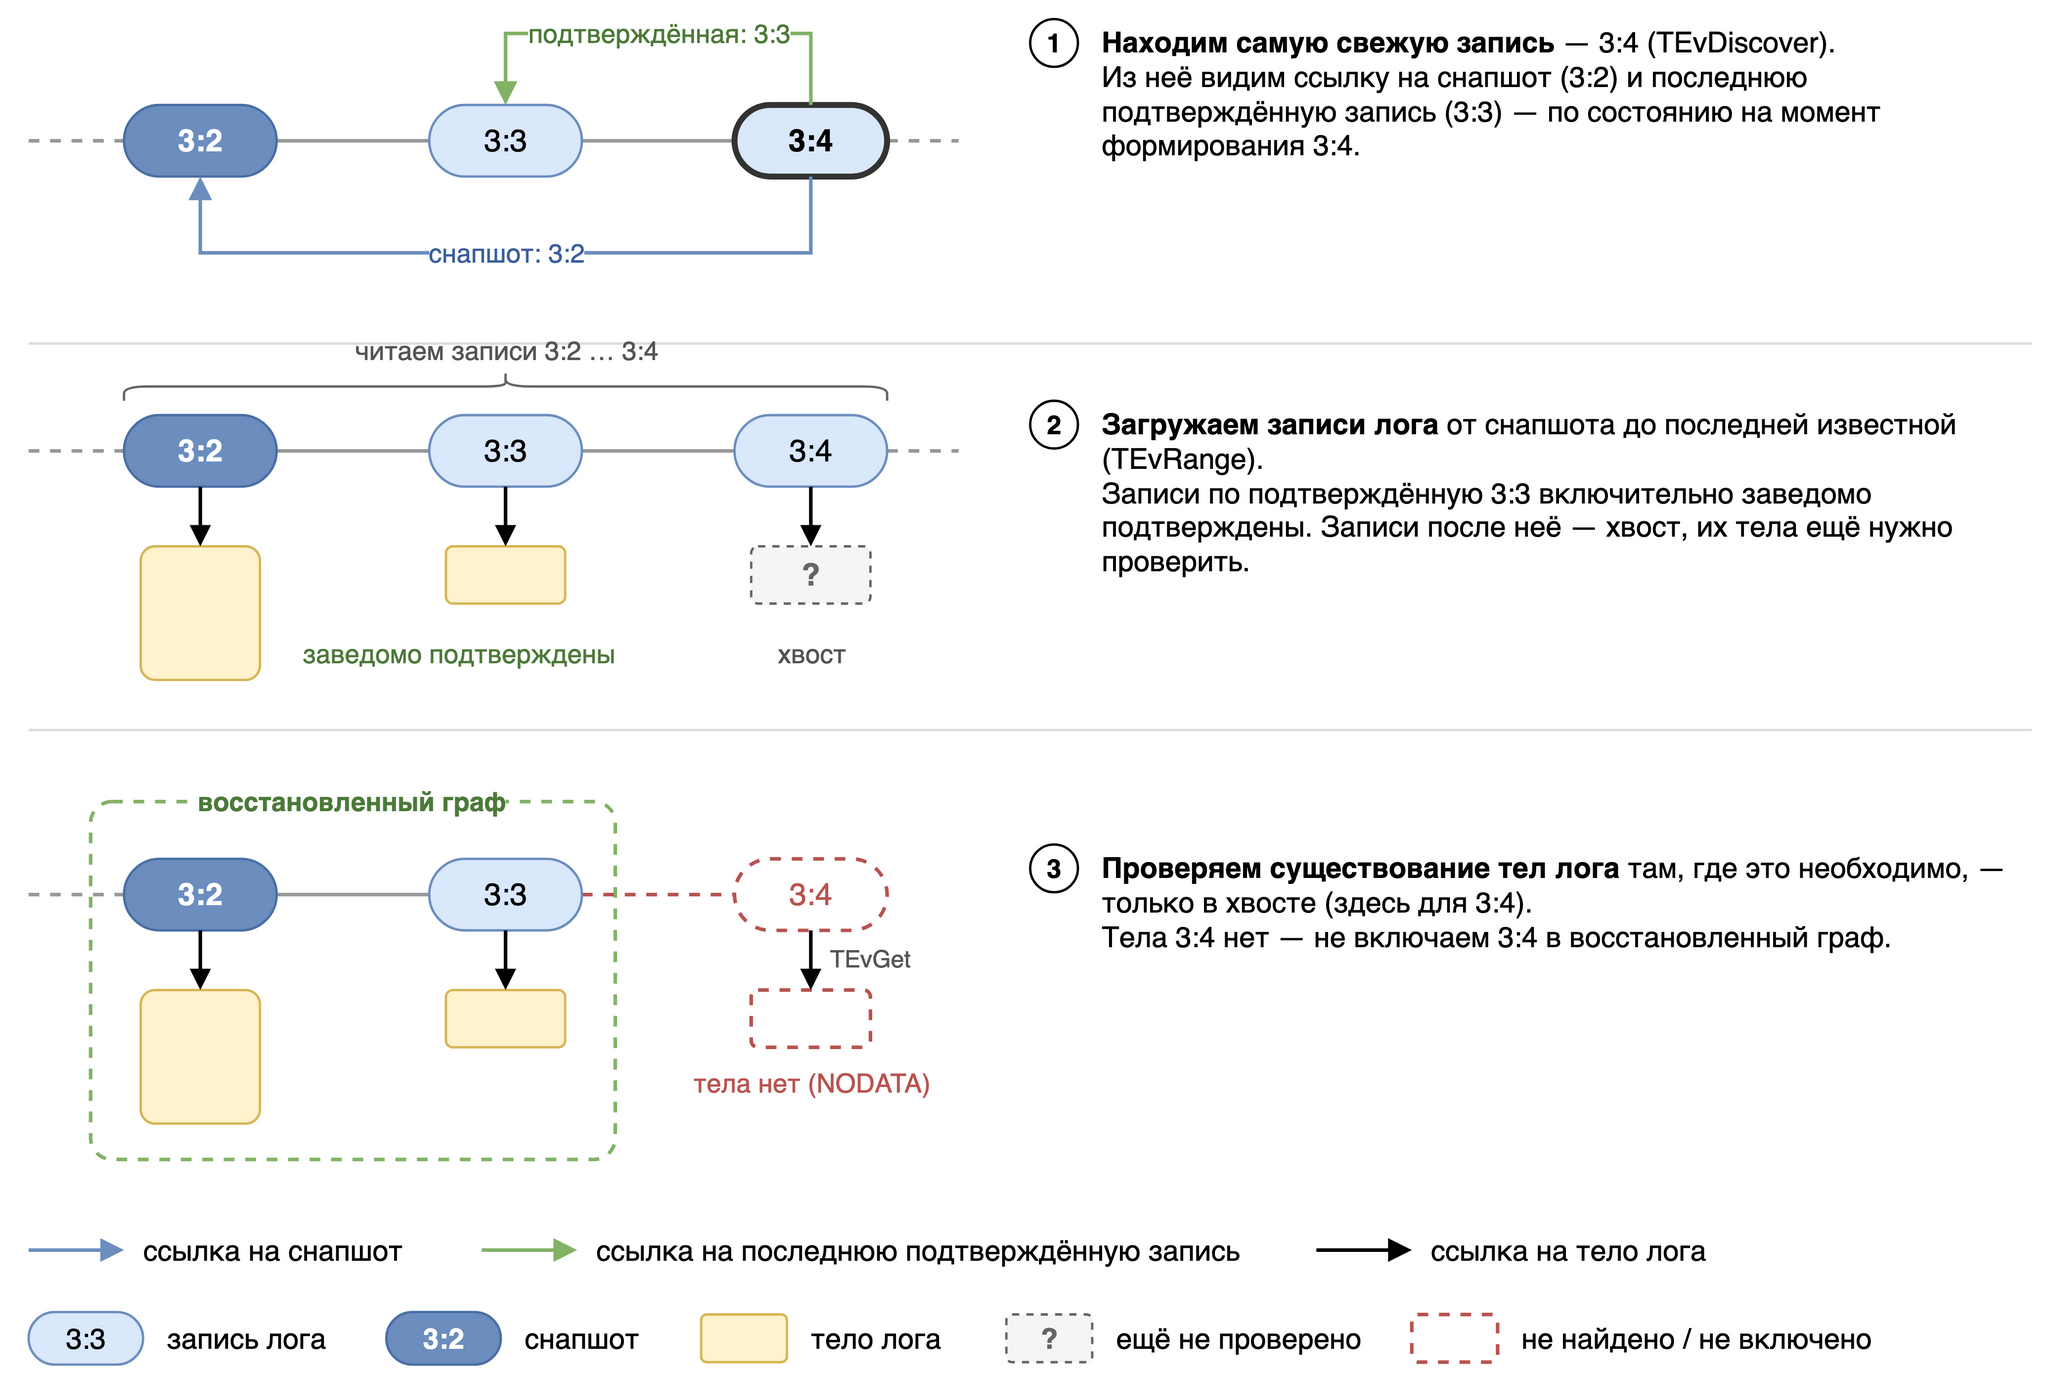 подтверждённая: 3:3
3:2
3:3
3:4
снапшот: 3:2
1
Находим самую свежую запись — 3:4 (TEvDiscover).
Из неё видим ссылку на снапшот (3:2) и последнюю
подтверждённую запись (3:3) — по состоянию на момент
формирования 3:4.
читаем записи 3:2 … 3:4
3:2
3:3
3:4
?
заведомо подтверждены
хвост
2
Загружаем записи лога от снапшота до последней известной
(TEvRange).
Записи по подтверждённую 3:3 включительно заведомо
подтверждены. Записи после неё — хвост, их тела ещё нужно
проверить.
восстановленный граф
3:2
3:3
3:4
TEvGet
тела нет (NODATA)
3
Проверяем существование тел лога там, где это необходимо, —
только в хвосте (здесь для 3:4).
Тела 3:4 нет — не включаем 3:4 в восстановленный граф.
ссылка на снапшот
ссылка на последнюю подтверждённую запись
ссылка на тело лога
3:3
запись лога
3:2
снапшот
тело лога
?
ещё не проверено
не найдено / не включено